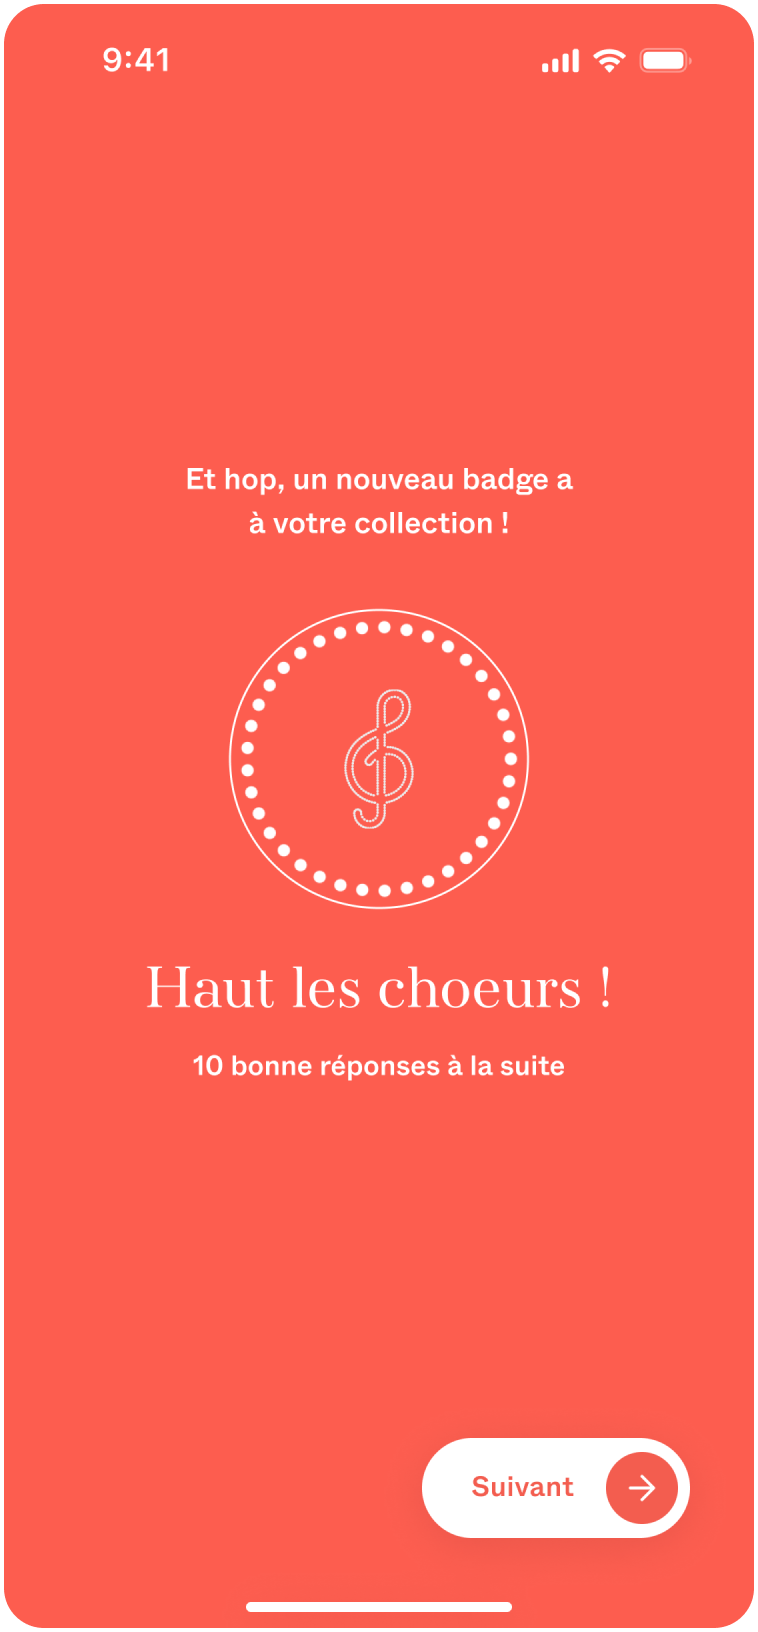 9:41
Et hop, un nouveau badge a
à votre collection !
Haut les choeurs !
10 bonne réponses à la suite
Suivant